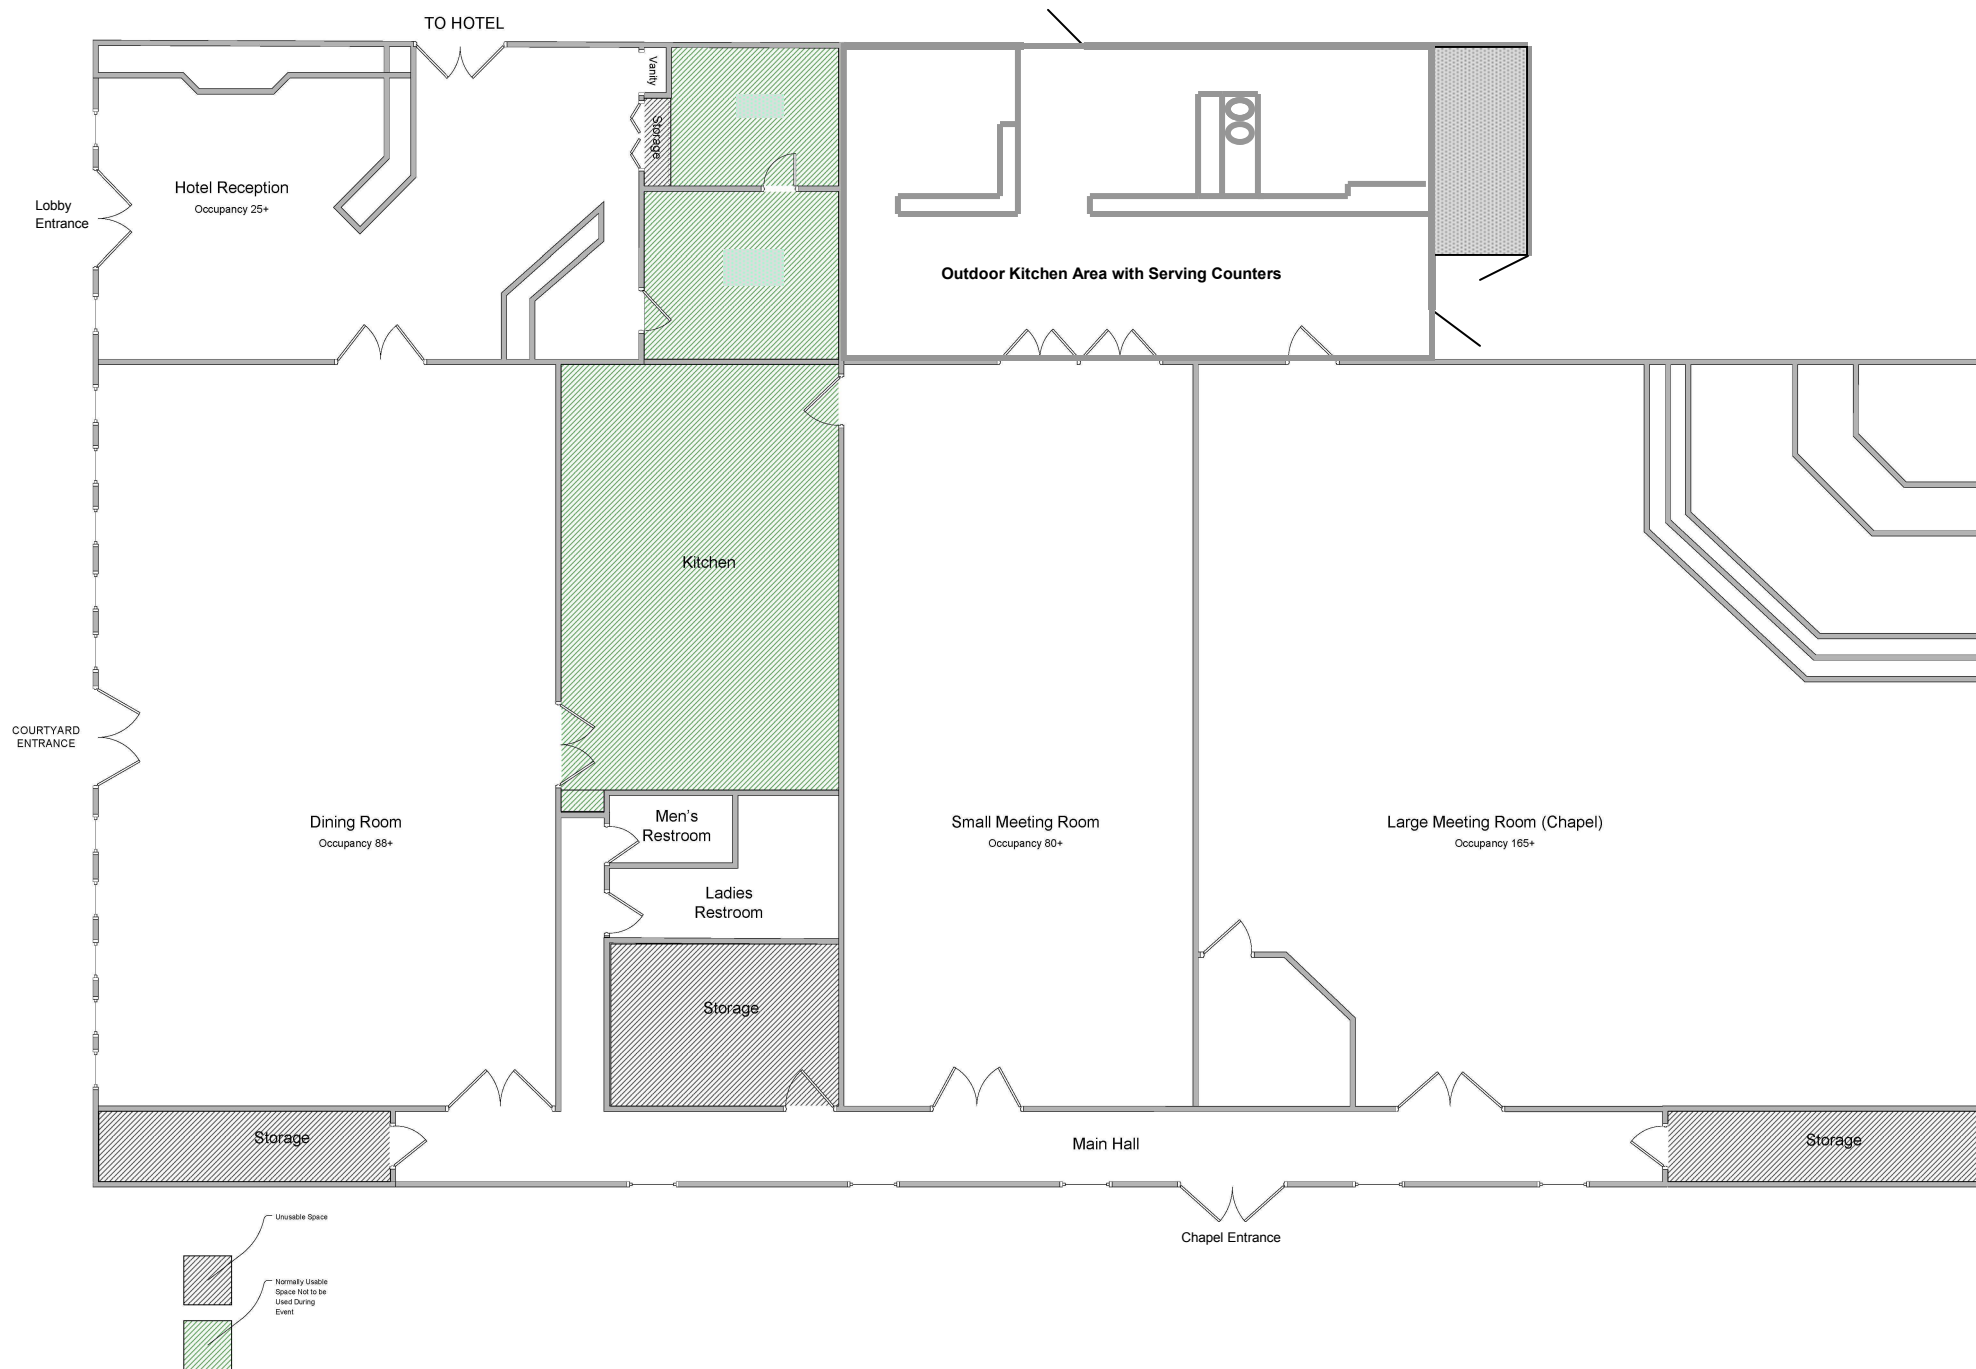 TO HOTEL
Vanity
Storage
Hotel Reception
Occupancy 25+
Lobby
Entrance
Outdoor Kitchen Area with Serving Counters
Kitchen
COURTYARD
ENTRANCE
Dining Room
Occupancy 88+
Men's
Restroom
Ladies
Restroom
Small Meeting Room
Occupancy 80+
Large Meeting Room (Chapel)
Occupancy 165+
Storage
Storage
Main Hall
Storage
Chapel Entrance
Unusable Space
Normally Usable
Space Not to be
Used During
Event